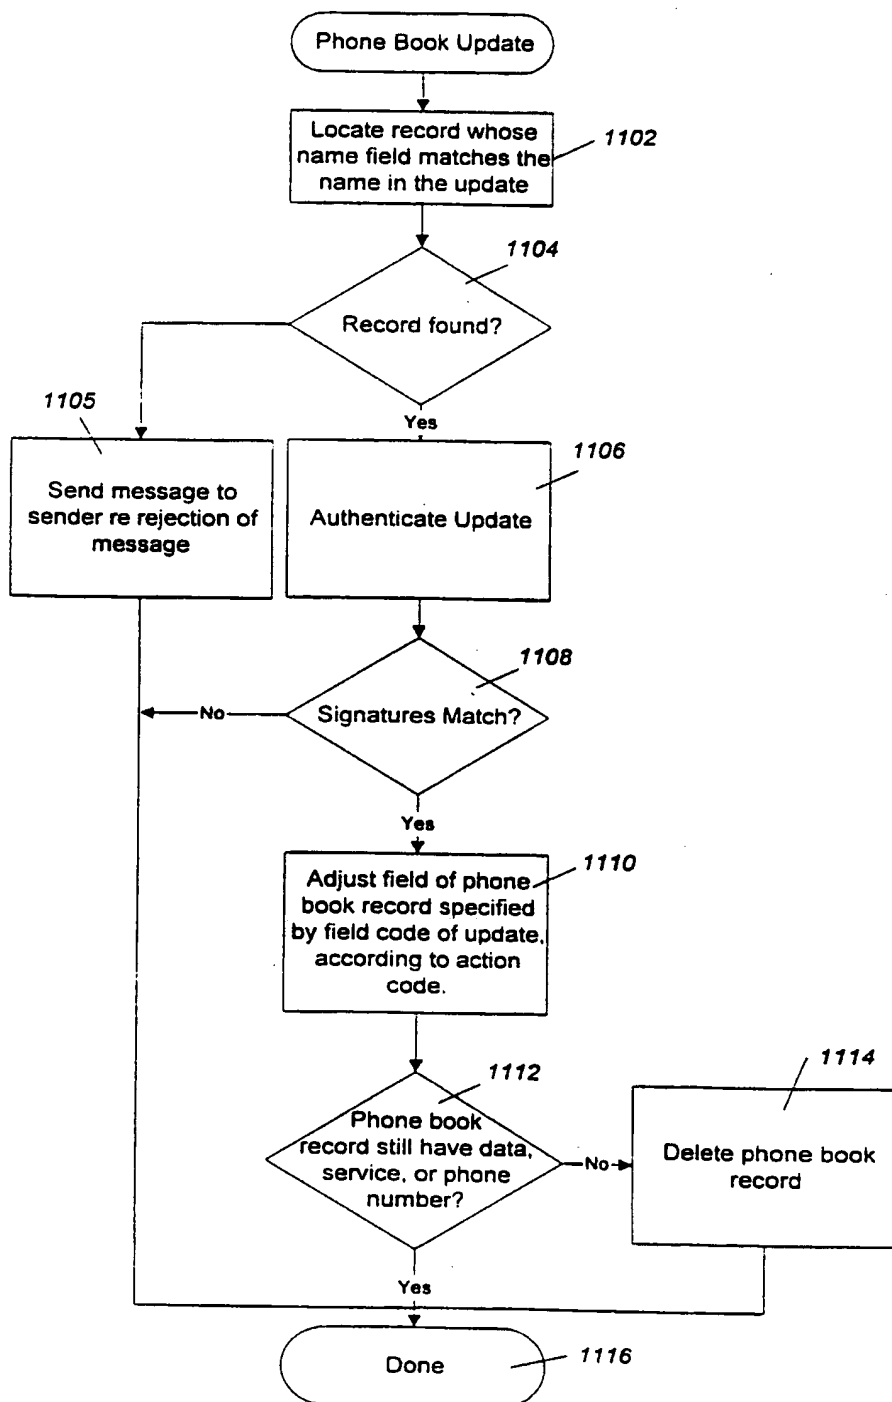 Phone Book Update
Locate record whose
name field matches the
name in the update
1102
1104
Record found?
1105
Yes
1106
Send message to
sender re rejection of
message
Authenticate Update
1108
Signatures Match?
No
Yes
1110
Adjust field of phone
book record specified
by field code of update,
according to action
code.
1112
1114
Phone book
record still have data,
service, or phone
number?
No
Delete phone book
record
Yes
Done
1116